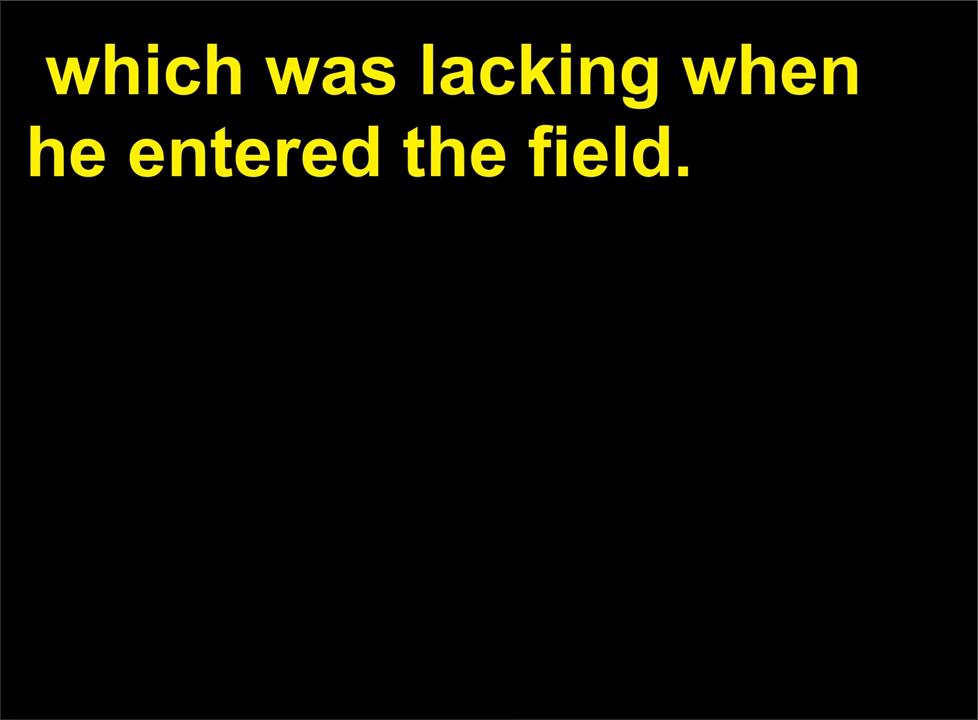 which was lacking when
he entered the field.